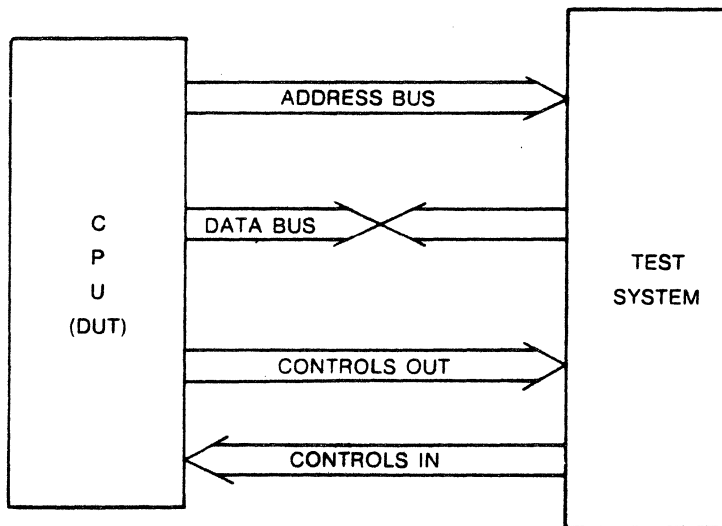 ADDRESS BUS
DATA BUS
C
P
U
(DUT)
TEST
SYSTEM
CONTROLS OUT
CONTROLS IN